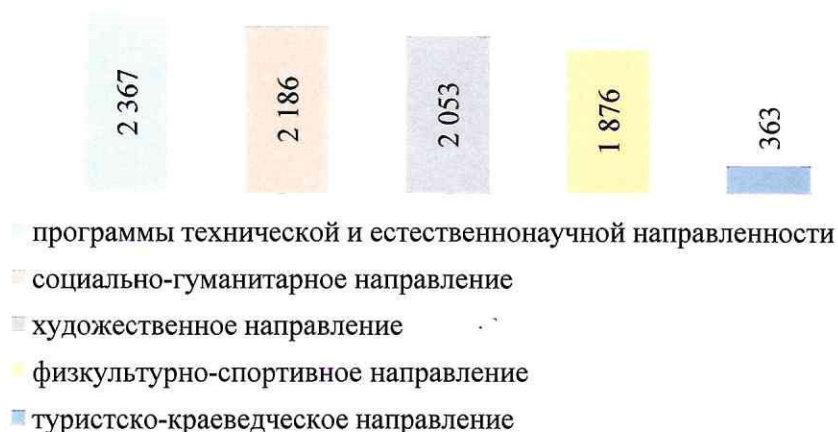 2 367
2 186
2 053
1 876
363
программы технической и естественнонаучной направленности
социально-гуманитарное направление
художественное направление
физкультурно-спортивное направление
туристско-краеведческое направление